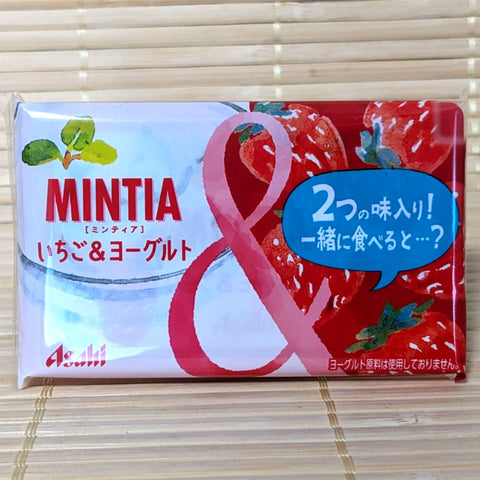 MINTIA
[ミンティア]
いちご&ヨーグルト
&
2つの味入り!
一緒に食べると…?
Asahi
ヨーグルト原料は使用しておりません。